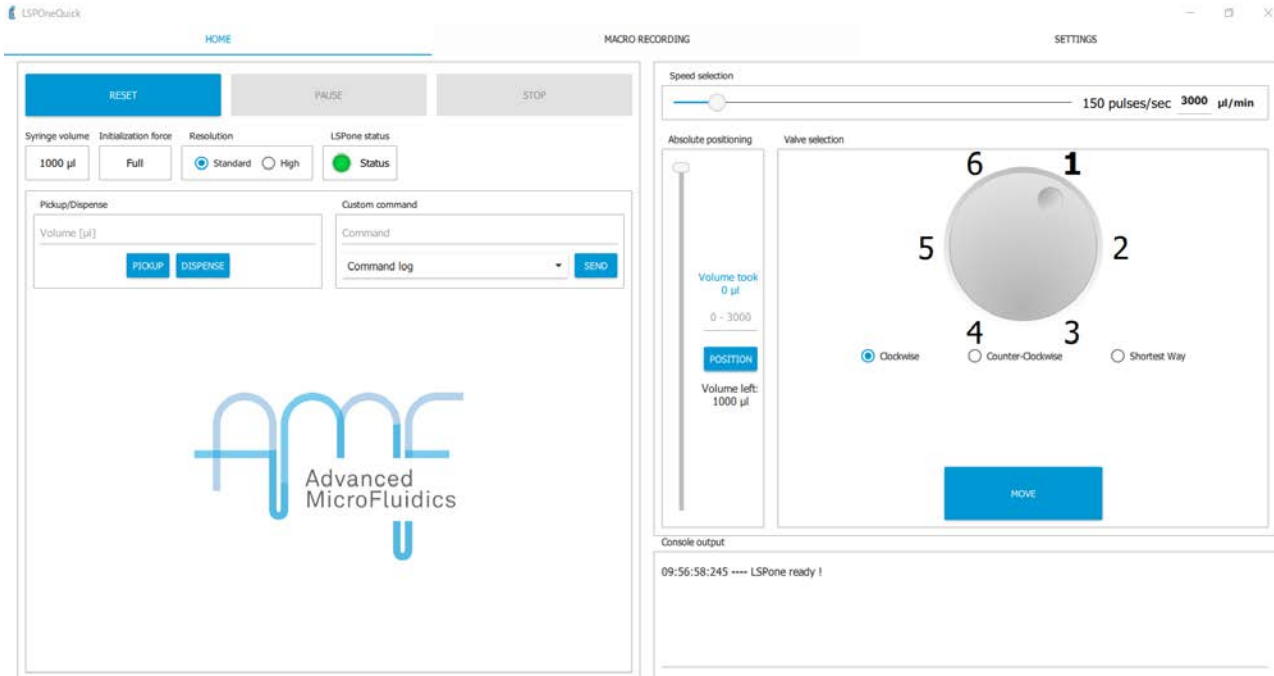 LSPOneQuick
HOME
MACRO RECORDING
SETTINGS
RESET
PAUSE
STOP
Syringe volume
Initialization force
Resolution
LSPone status
1000 µl
Full
Standard
High
Status
Pickup/Dispense
Volume [µl]
PICKUP
DISPENSE
Custom command
Command
Command log
SEND
Advanced
MicroFluidics
Speed selection
150 pulses/sec 3000 µl/min
Absolute positioning
Volume took
0 µl
0 - 3000
POSITION
Volume left:
1000 µl
Valve selection
6 1
5 2
4 3
Clockwise
Counter-Clockwise
Shortest Way
MOVE
Console output
09:56:58:245 ---- LSPone ready !